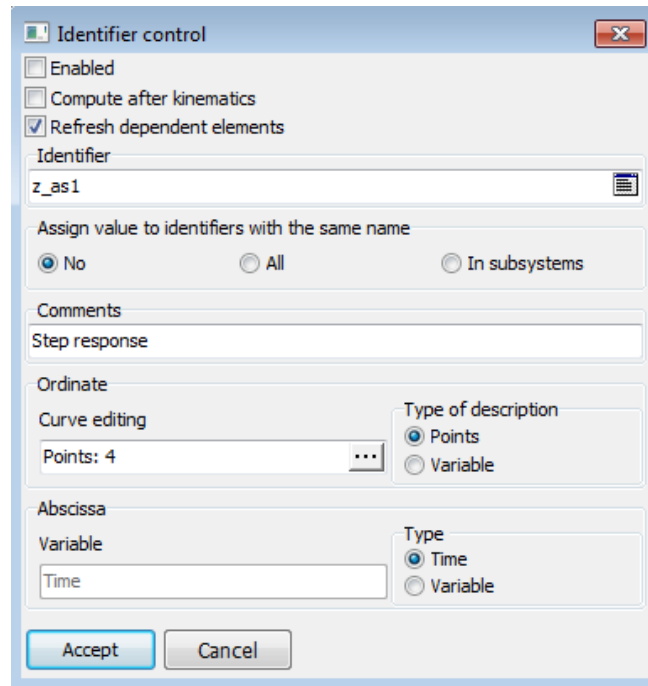 Identifier control
Enabled
Compute after kinematics
Refresh dependent elements
Identifier
z_as1
Assign value to identifiers with the same name
No All In subsystems
Comments
Step response
Ordinate
Curve editing
Points: 4 ...
Type of description
Points
Variable
Abscissa
Variable
Time
Type
Time
Variable
Accept Cancel